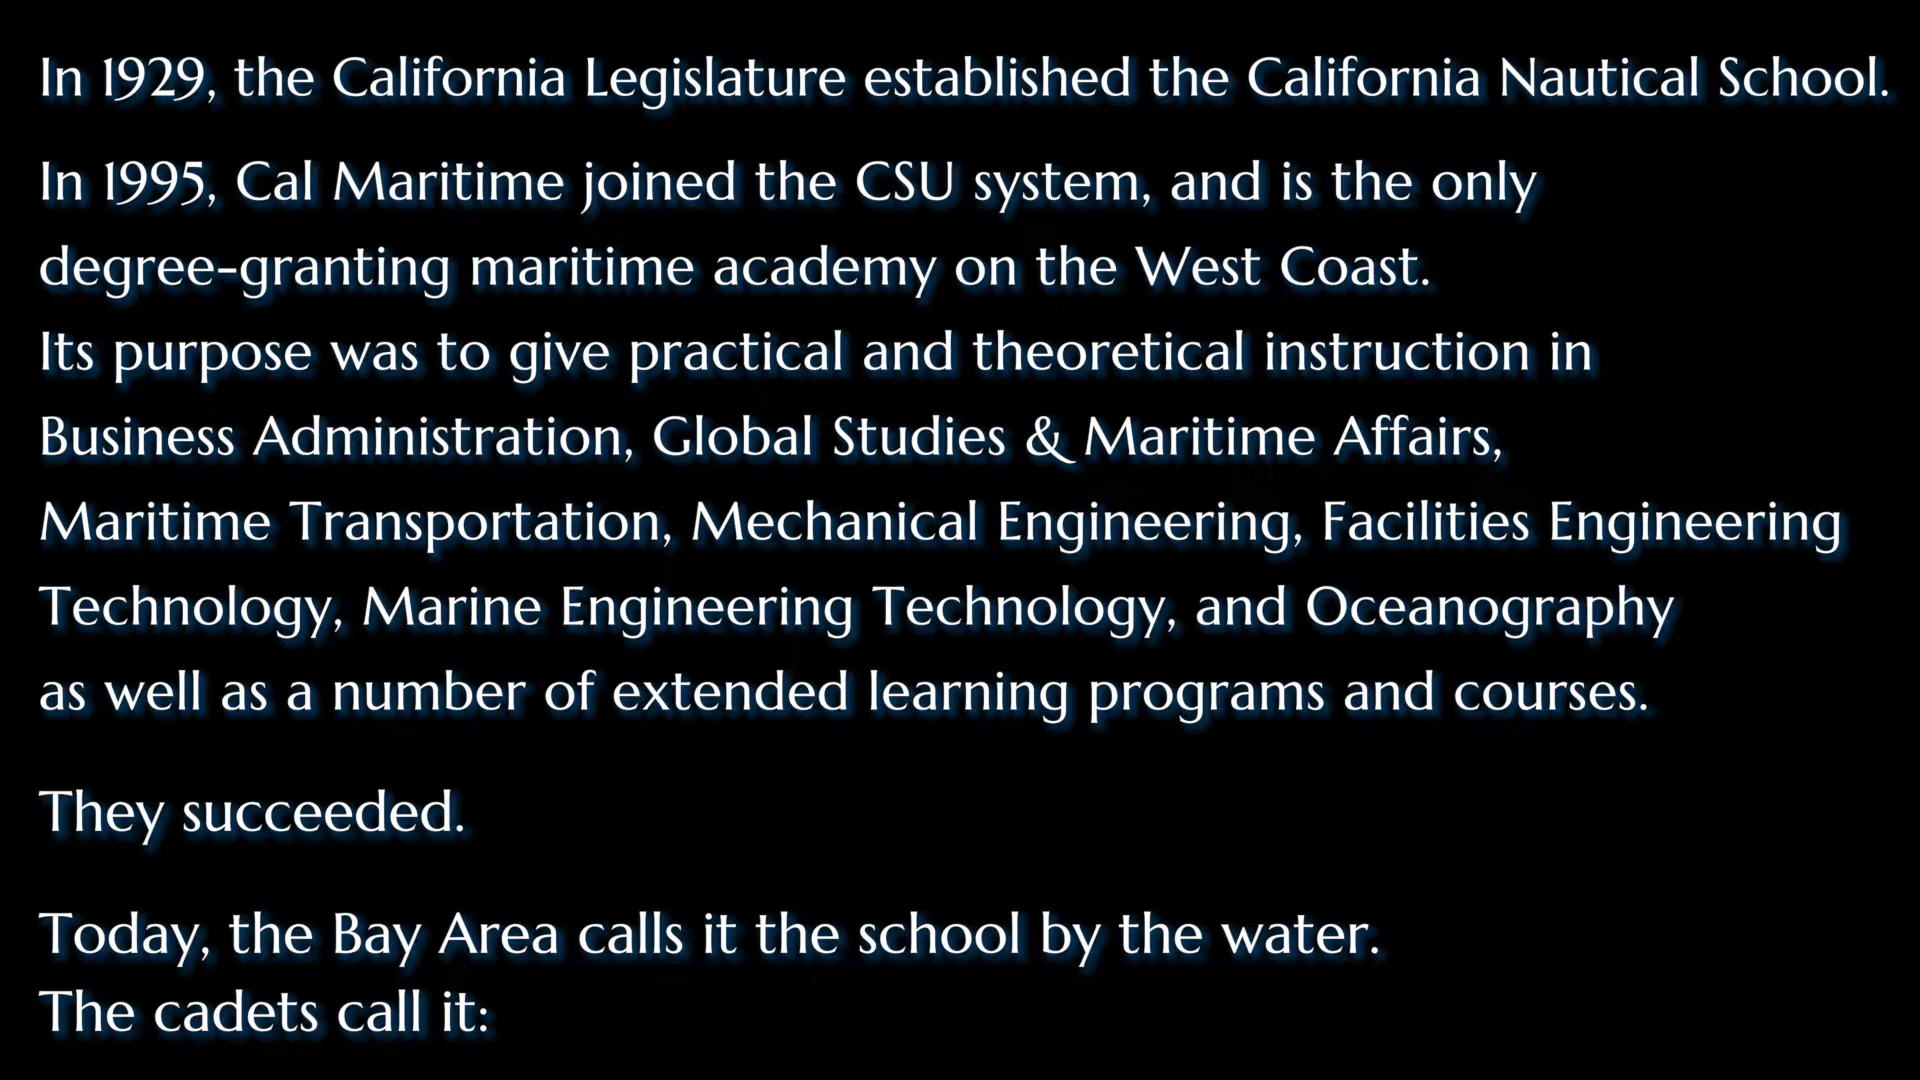 In 1929, the California Legislature established the California Nautical School.
In 1995, Cal Maritime joined the CSU system, and is the only
degree-granting maritime academy on the West Coast.
Its purpose was to give practical and theoretical instruction in
Business Administration, Global Studies & Maritime Affairs,
Maritime Transportation, Mechanical Engineering, Facilities Engineering
Technology, Marine Engineering Technology, and Oceanography
as well as a number of extended learning programs and courses.
They succeeded.
Today, the Bay Area calls it the school by the water.
The cadets call it: